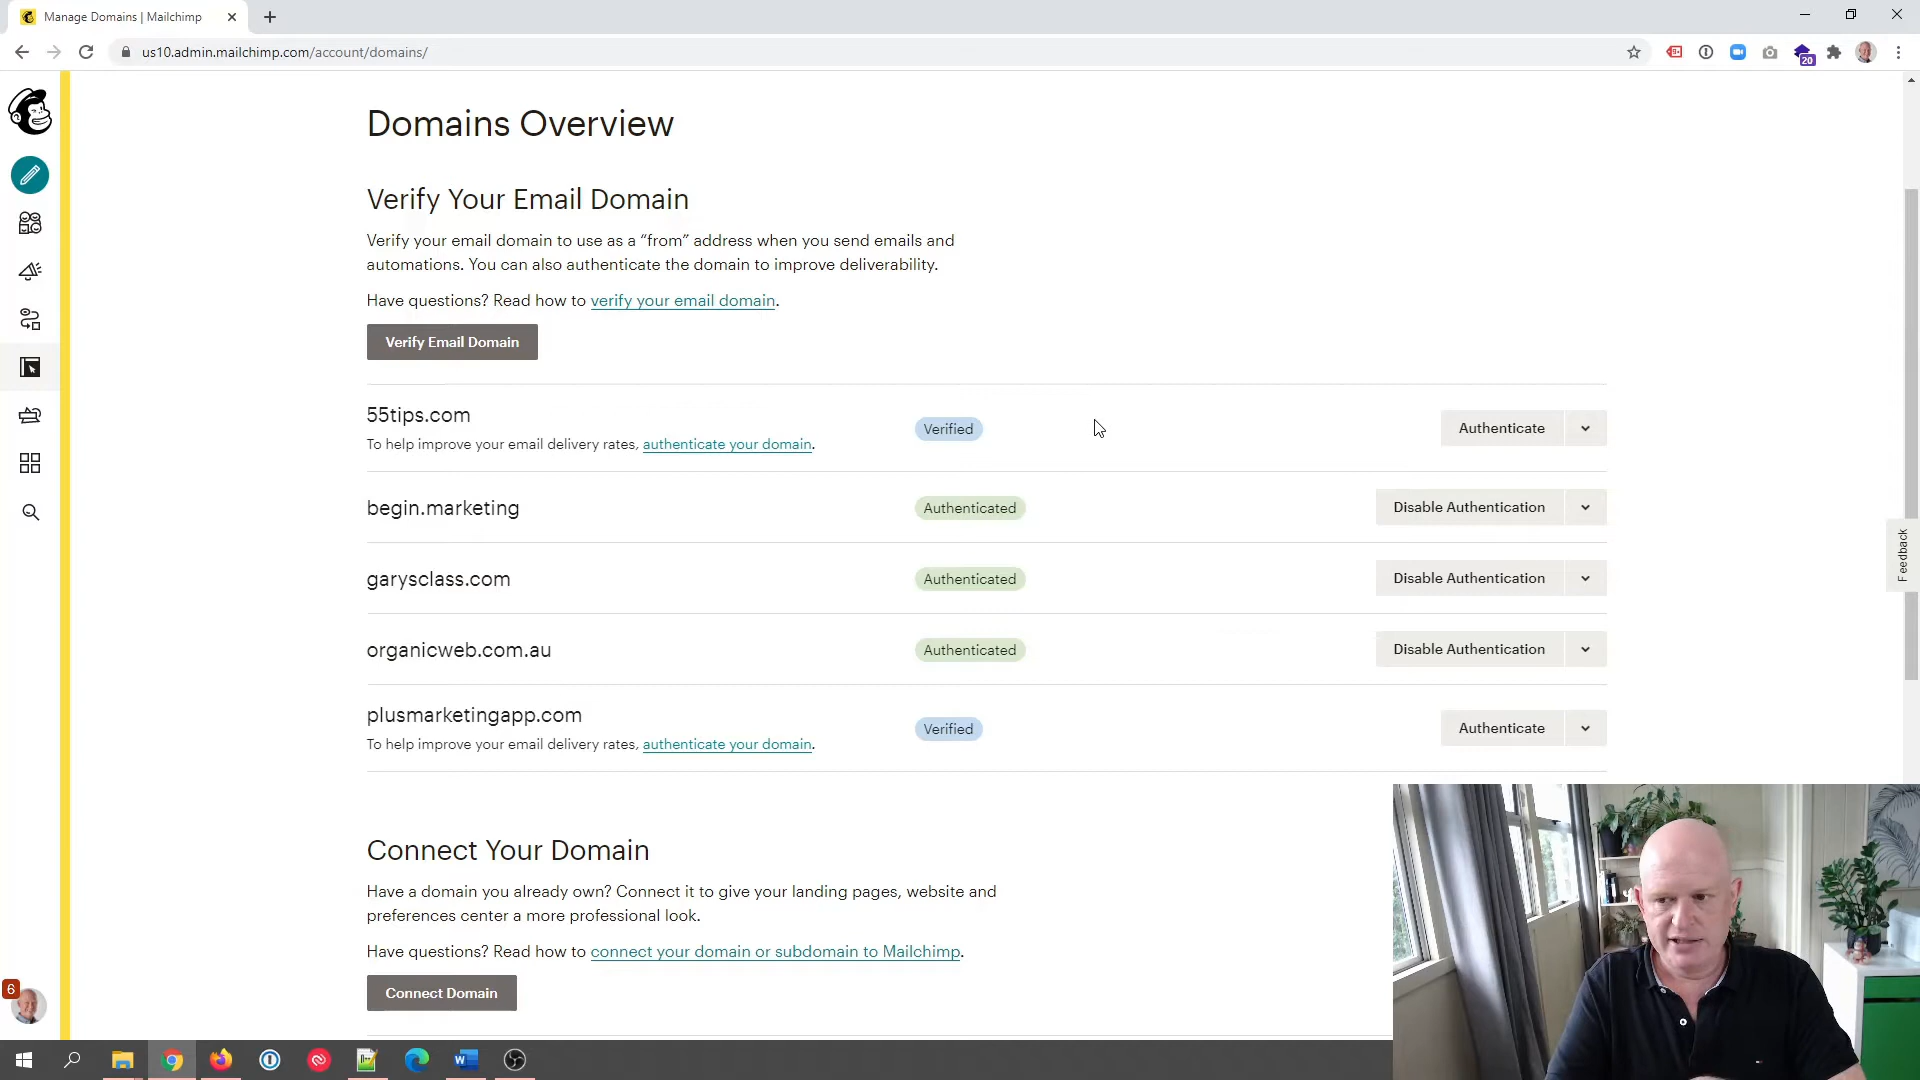 Manage Domains | Mailchimp
us10.admin.mailchimp.com/account/domains/
20
Domains Overview
Verify Your Email Domain
Verify your email domain to use as a “from” address when you send emails and
automations. You can also authenticate the domain to improve deliverability.
Have questions? Read how to verify your email domain.
Verify Email Domain
55tips.com
To help improve your email delivery rates, authenticate your domain.
Verified
Authenticate
begin.marketing
Authenticated
Disable Authentication
garysclass.com
Authenticated
Disable Authentication
organicweb.com.au
Authenticated
Disable Authentication
plusmarketingapp.com
To help improve your email delivery rates, authenticate your domain.
Verified
Authenticate
Feedback
Connect Your Domain
Have a domain you already own? Connect it to give your landing pages, website and
preferences center a more professional look.
Have questions? Read how to connect your domain or subdomain to Mailchimp.
Connect Domain
6